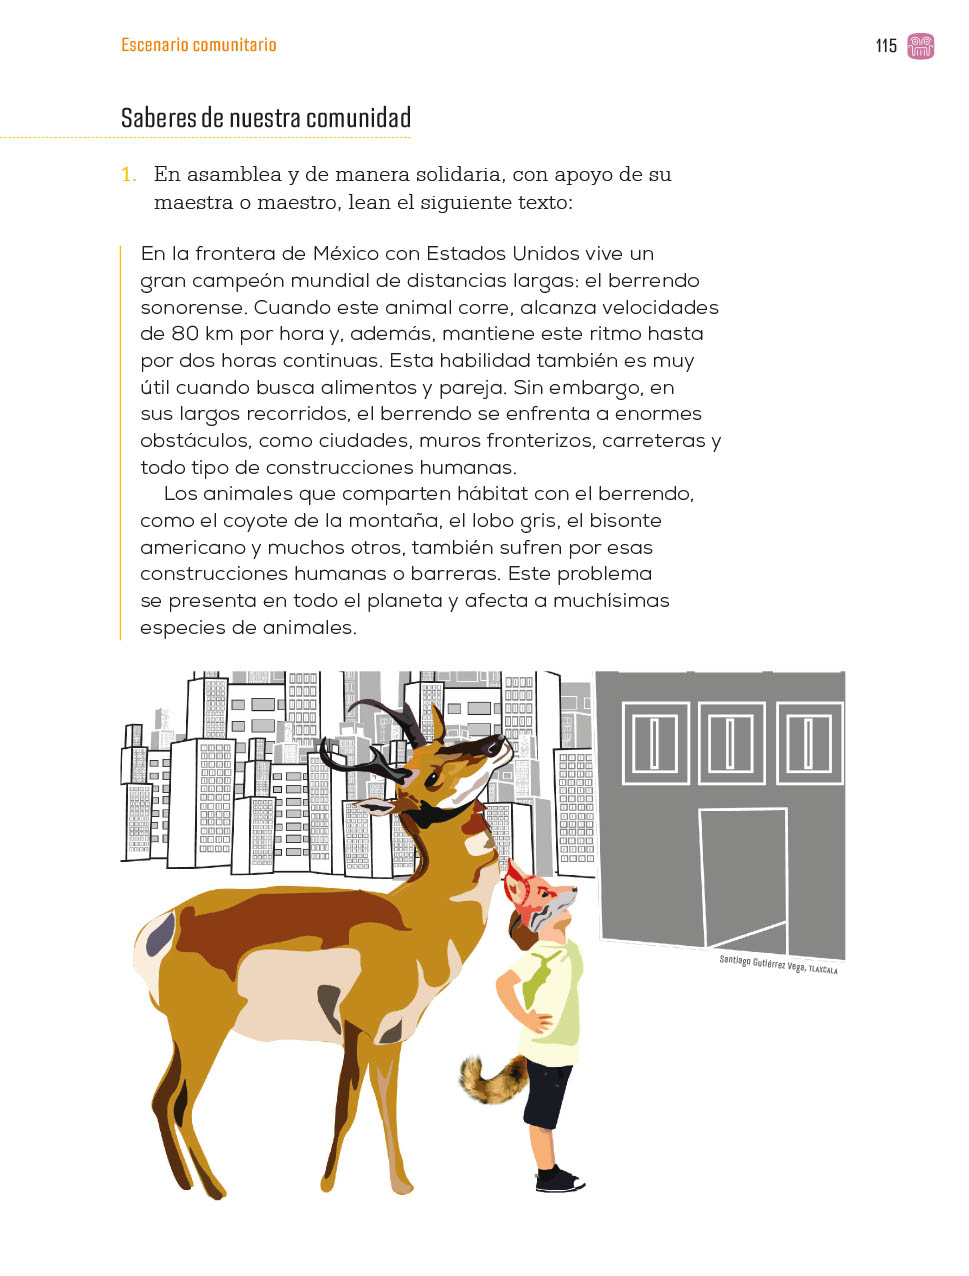 Escenario comunitario
115
Saberes de nuestra comunidad
1. En asamblea y de manera solidaria, con apoyo de su
maestra o maestro, lean el siguiente texto:
En la frontera de México con Estados Unidos vive un
gran campeón mundial de distancias largas: el berrendo
sonorense. Cuando este animal corre, alcanza velocidades
de 80 km por hora y, además, mantiene este ritmo hasta
por dos horas continuas. Esta habilidad también es muy
útil cuando busca alimentos y pareja. Sin embargo, en
sus largos recorridos, el berrendo se enfrenta a enormes
obstáculos, como ciudades, muros fronterizos, carreteras y
todo tipo de construcciones humanas.
Los animales que comparten hábitat con el berrendo,
como el coyote de la montaña, el lobo gris, el bisonte
americano y muchos otros, también sufren por esas
construcciones humanas o barreras. Este problema
se presenta en todo el planeta y afecta a muchísimas
especies de animales.
Santiago Gutiérrez Vega, TLAXCALA